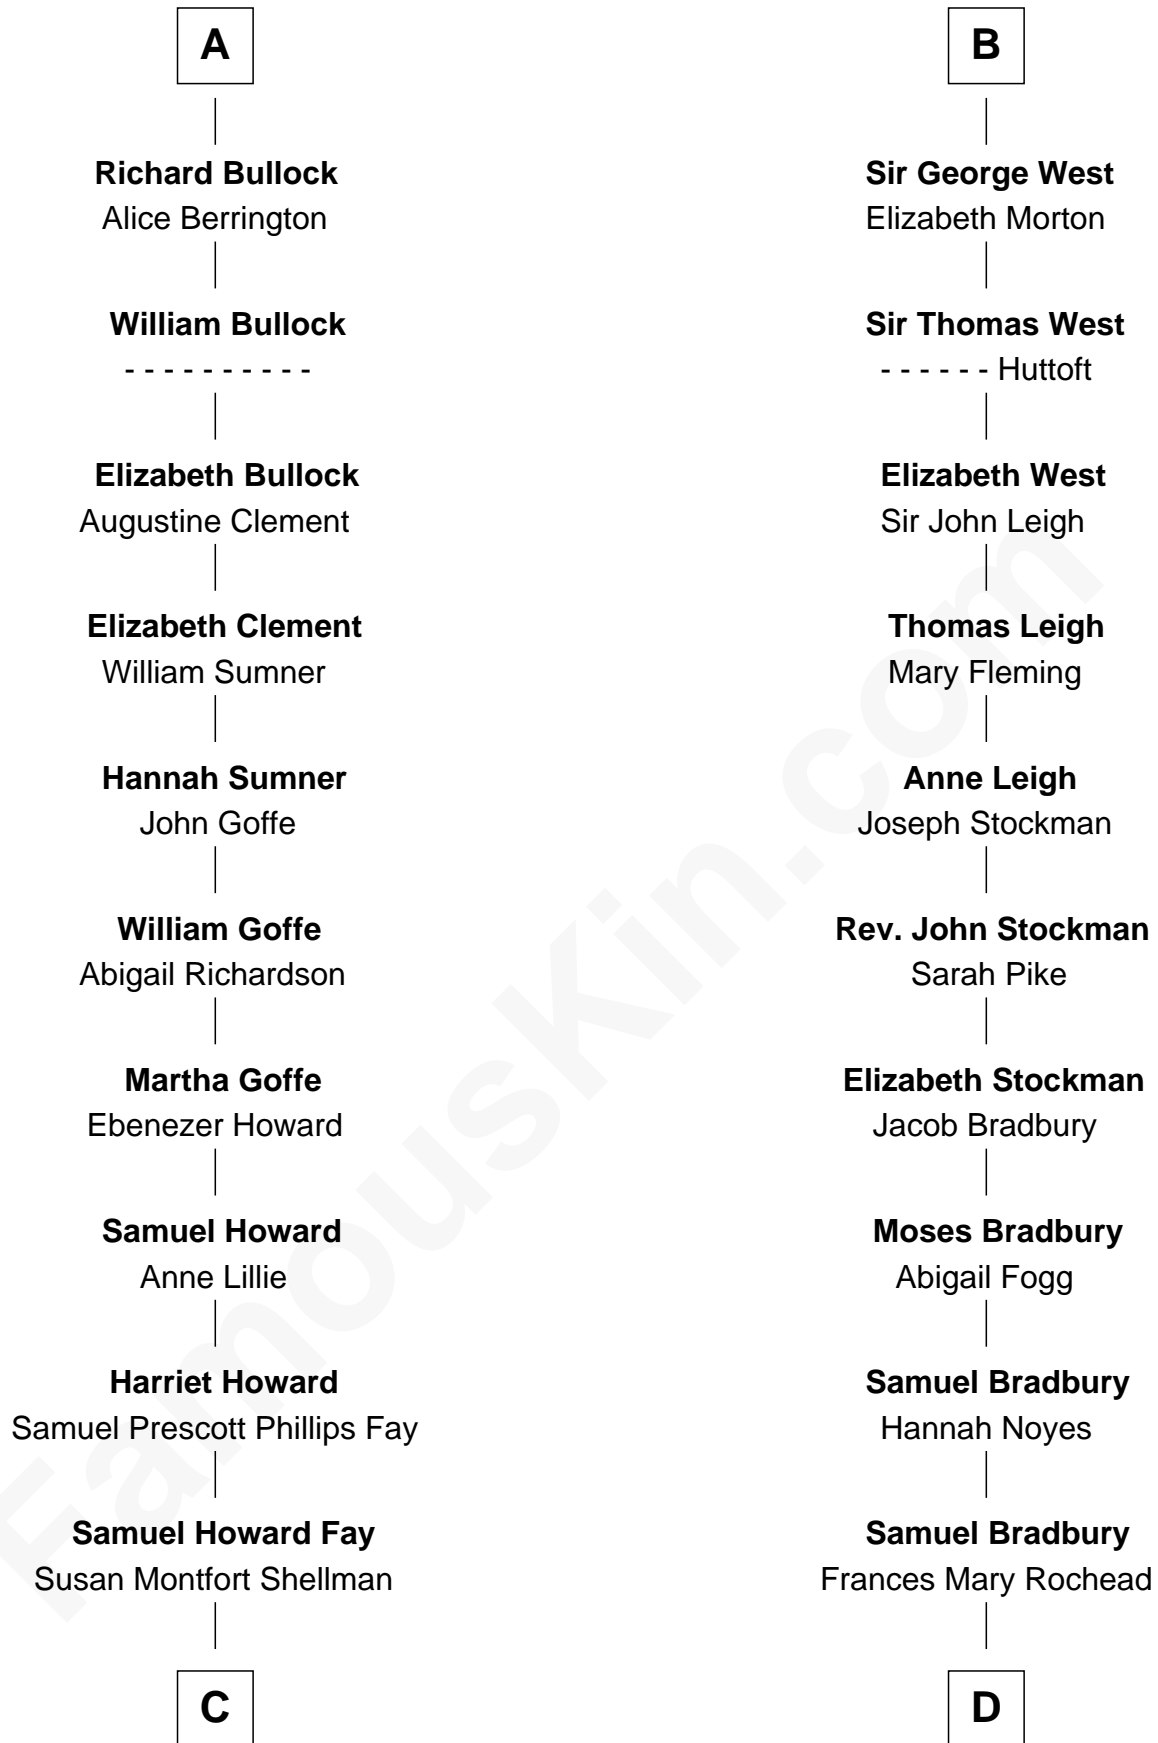 A
Richard Bullock
Alice Berrington
William Bullock
- - - - - - - - - -
Elizabeth Bullock
Augustine Clement
Elizabeth Clement
William Sumner
Hannah Sumner
John Goffe
William Goffe
Abigail Richardson
Martha Goffe
Ebenezer Howard
Samuel Howard
Anne Lillie
Harriet Howard
Samuel Prescott Phillips Fay
Samuel Howard Fay
Susan Montfort Shellman
C
B
Sir George West
Elizabeth Morton
Sir Thomas West
- - - - - - Huttoft
Elizabeth West
Sir John Leigh
Thomas Leigh
Mary Fleming
Anne Leigh
Joseph Stockman
Rev. John Stockman
Sarah Pike
Elizabeth Stockman
Jacob Bradbury
Moses Bradbury
Abigail Fogg
Samuel Bradbury
Hannah Noyes
Samuel Bradbury
Frances Mary Rochead
D
FamousKin.com